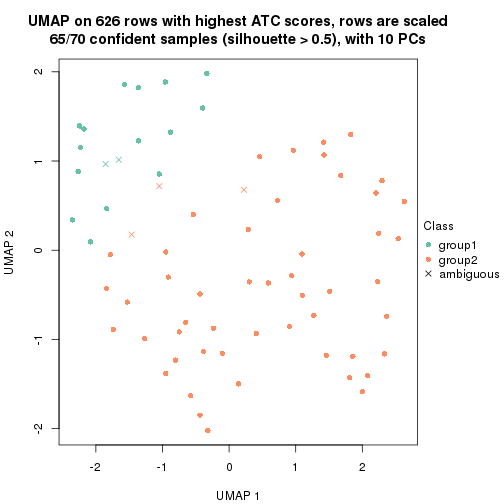 UMAP on 626 rows with highest ATC scores, rows are scaled
65/70 confident samples (silhouette > 0.5), with 10 PCs
2
1
0
-1
-2
UMAP 2
-2
-1
0
1
2
UMAP 1
Class
group1
group2
ambiguous